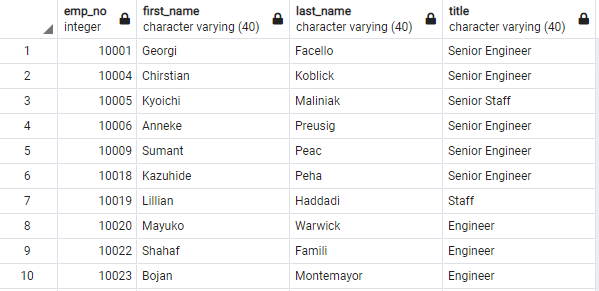 emp_no first_name last_name title
integer character varying (40) character varying (40) character varying (40)
1 10001 Georgi Facello Senior Engineer
2 10004 Chirstian Koblick Senior Engineer
3 10005 Kyoichi Maliniak Senior Staff
4 10006 Anneke Preusig Senior Engineer
5 10009 Sumant Peac Senior Engineer
6 10018 Kazuhide Peha Senior Engineer
7 10019 Lillian Haddadi Staff
8 10020 Mayuko Warwick Engineer
9 10022 Shahaf Famili Engineer
10 10023 Bojan Montemayor Engineer